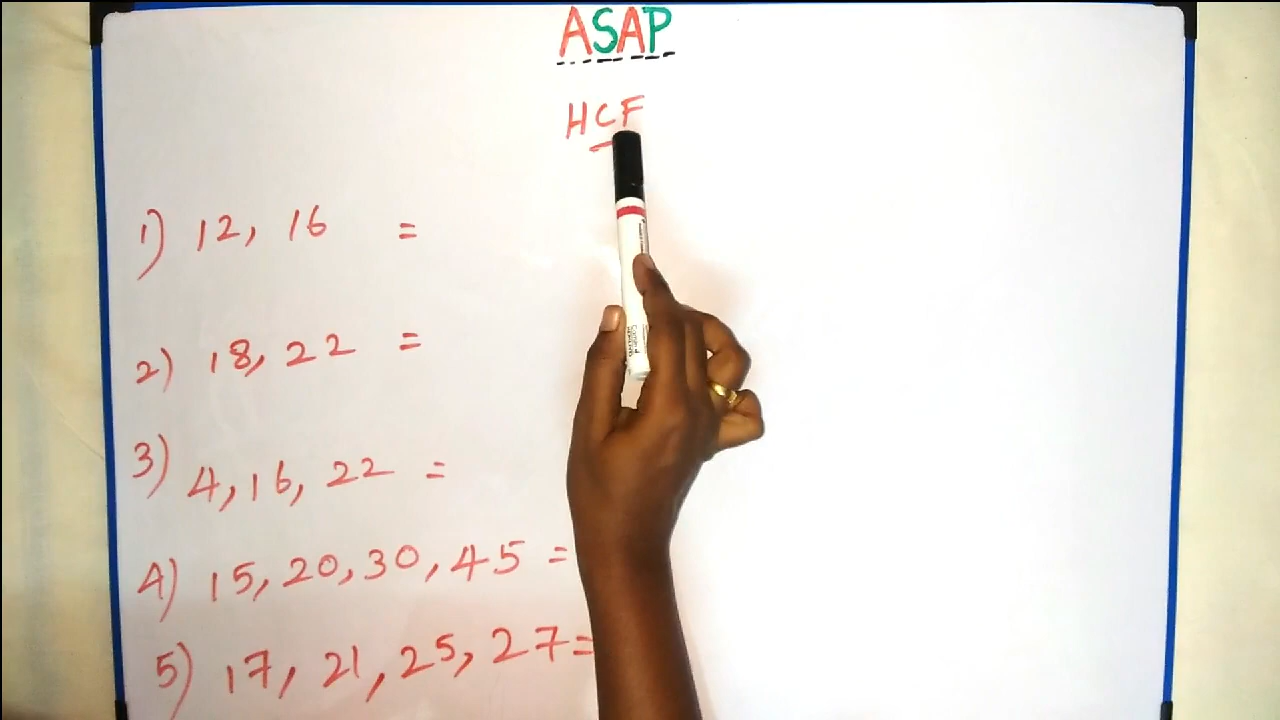 ASAP
HCF
1) 12, 16 =
2) 18, 22 =
3) 4, 16, 22 =
4) 15, 20, 30, 45 =
5) 17, 21, 25, 27 =